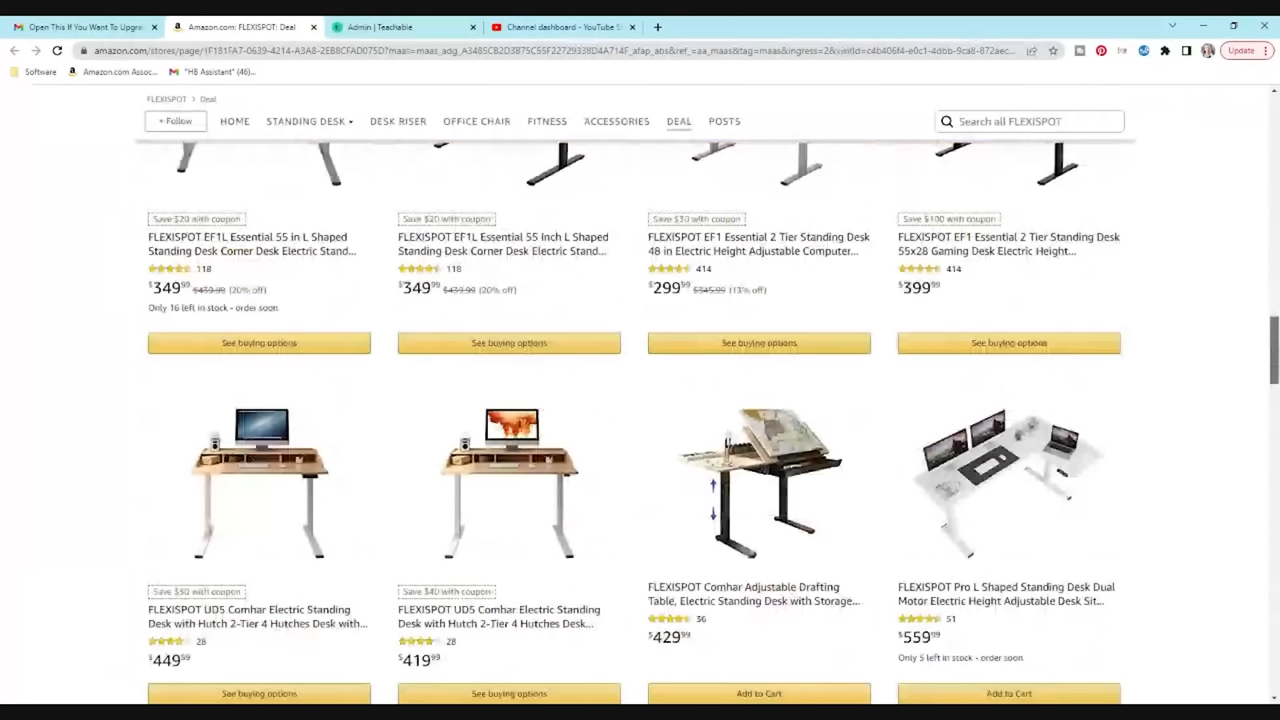 Open This If You Want To Upgra
Amazon.com: FLEXISPOT: Deal
Admin | Teachable
Channel dashboard - YouTube St
Update
Software
Amazon.com Assoc...
"HB Assistant" (46)...
FLEXISPOT > Deal
+ Follow
HOME
STANDING DESK
DESK RISER
OFFICE CHAIR
FITNESS
ACCESSORIES
DEAL
POSTS
Search all FLEXISPOT
Save $20 with coupon
Save $20 with coupon
Save $30 with coupon
Save $100 with coupon
FLEXISPOT EF1L Essential 55 in L Shaped
Standing Desk Corner Desk Electric Stand...
FLEXISPOT EF1L Essential 55 Inch L Shaped
Standing Desk Corner Desk Electric Stand...
FLEXISPOT EF1 Essential 2 Tier Standing Desk
48 in Electric Height Adjustable Computer...
FLEXISPOT EF1 Essential 2 Tier Standing Desk
55x28 Gaming Desk Electric Height...
118
118
414
414
$349.99 $439.99 (20% off)
$349.99 $439.99 (20% off)
$299.99 $345.99 (13% off)
$399.99
Only 16 left in stock - order soon
See buying options
See buying options
See buying options
See buying options
Save $30 with coupon
Save $40 with coupon
FLEXISPOT UD5 Comhar Electric Standing
Desk with Hutch 2-Tier 4 Hutches Desk with...
FLEXISPOT UD5 Comhar Electric Standing
Desk with Hutch 2-Tier 4 Hutches Desk...
FLEXISPOT Comhar Adjustable Drafting
Table, Electric Standing Desk with Storage...
FLEXISPOT Pro L Shaped Standing Desk Dual
Motor Electric Height Adjustable Desk Sit...
28
28
36
51
$449.99
$419.99
$429.99
$559.99
Only 5 left in stock - order soon
See buying options
See buying options
Add to Cart
Add to Cart